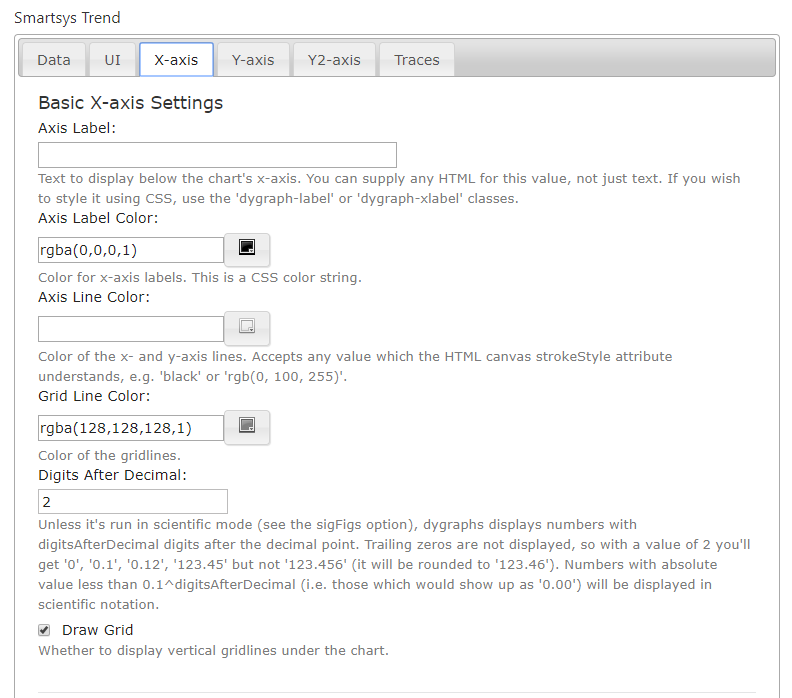 Smartsys Trend
Data UI X-axis Y-axis Y2-axis Traces
Basic X-axis Settings
Axis Label:
Text to display below the chart's x-axis. You can supply any HTML for this value, not just text. If you wish
to style it using CSS, use the 'dygraph-label' or 'dygraph-xlabel' classes.
Axis Label Color:
rgba(0,0,0,1)
Color for x-axis labels. This is a CSS color string.
Axis Line Color:
Color of the x- and y-axis lines. Accepts any value which the HTML canvas strokeStyle attribute
understands, e.g. 'black' or 'rgb(0, 100, 255)'.
Grid Line Color:
rgba(128,128,128,1)
Color of the gridlines.
Digits After Decimal:
2
Unless it's run in scientific mode (see the sigFigs option), dygraphs displays numbers with
digitsAfterDecimal digits after the decimal point. Trailing zeros are not displayed, so with a value of 2 you'll
get '0', '0.1', '0.12', '123.45' but not '123.456' (it will be rounded to '123.46'). Numbers with absolute
value less than 0.1^digitsAfterDecimal (i.e. those which would show up as '0.00') will be displayed in
scientific notation.
Draw Grid
Whether to display vertical gridlines under the chart.